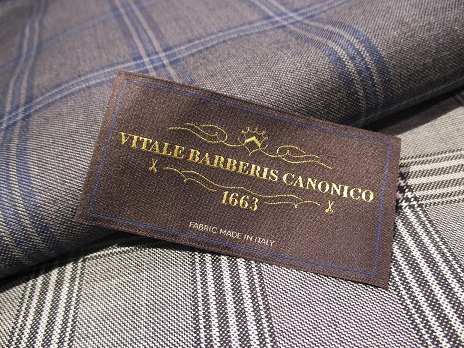 VITALE BARBERIS CANONICO
1663
FABRIC MADE IN ITALY